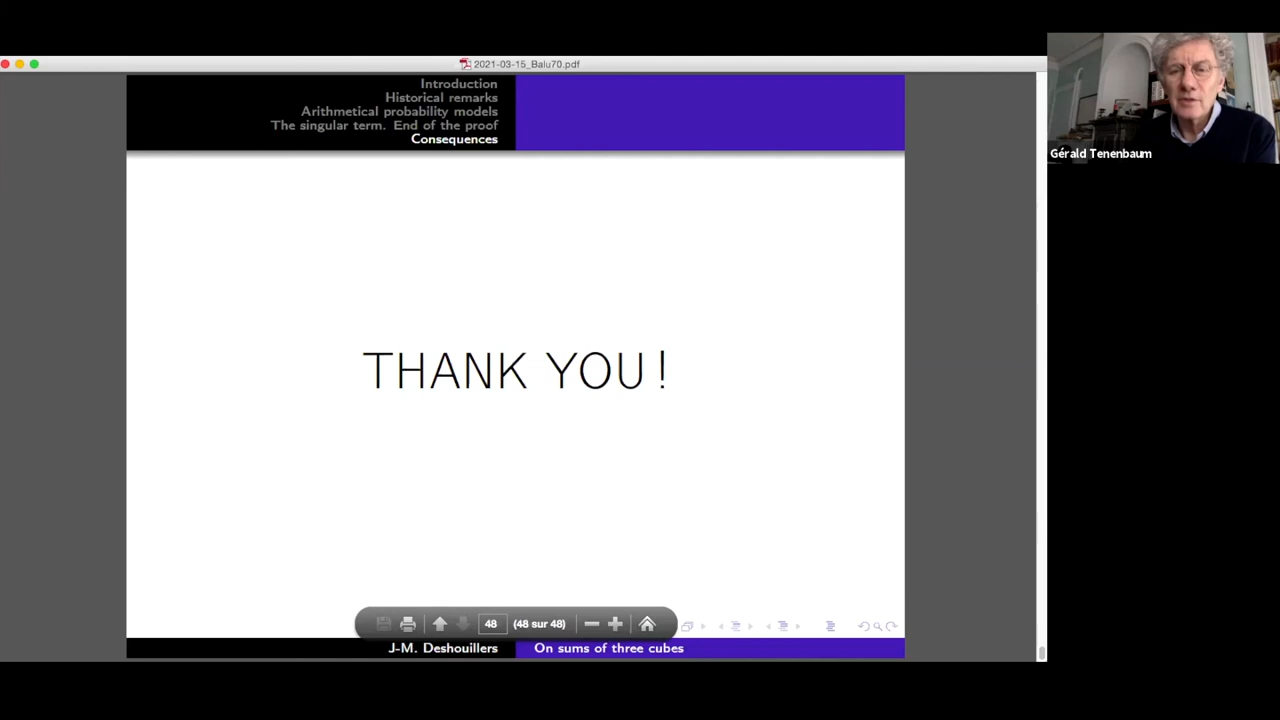 2021-03-15_Balu70.pdf
Introduction
Historical remarks
Arithmetical probability models
The singular term. End of the proof
Consequences
Gérald Tenenbaum
THANK YOU !
48 (48 sur 48)
J-M. Deshouillers On sums of three cubes